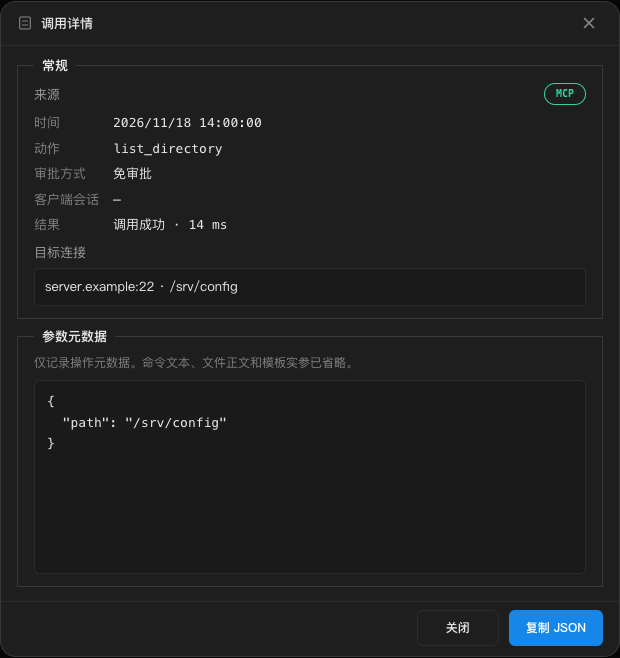 调用详情
常规
来源 MCP
时间 2026/11/18 14:00:00
动作 list_directory
审批方式 免审批
客户端会话 —
结果 调用成功 · 14 ms
目标连接
server.example:22 · /srv/config
参数元数据
仅记录操作元数据。命令文本、文件正文和模板实参已省略。
{
  "path": "/srv/config"
}
关闭 复制 JSON